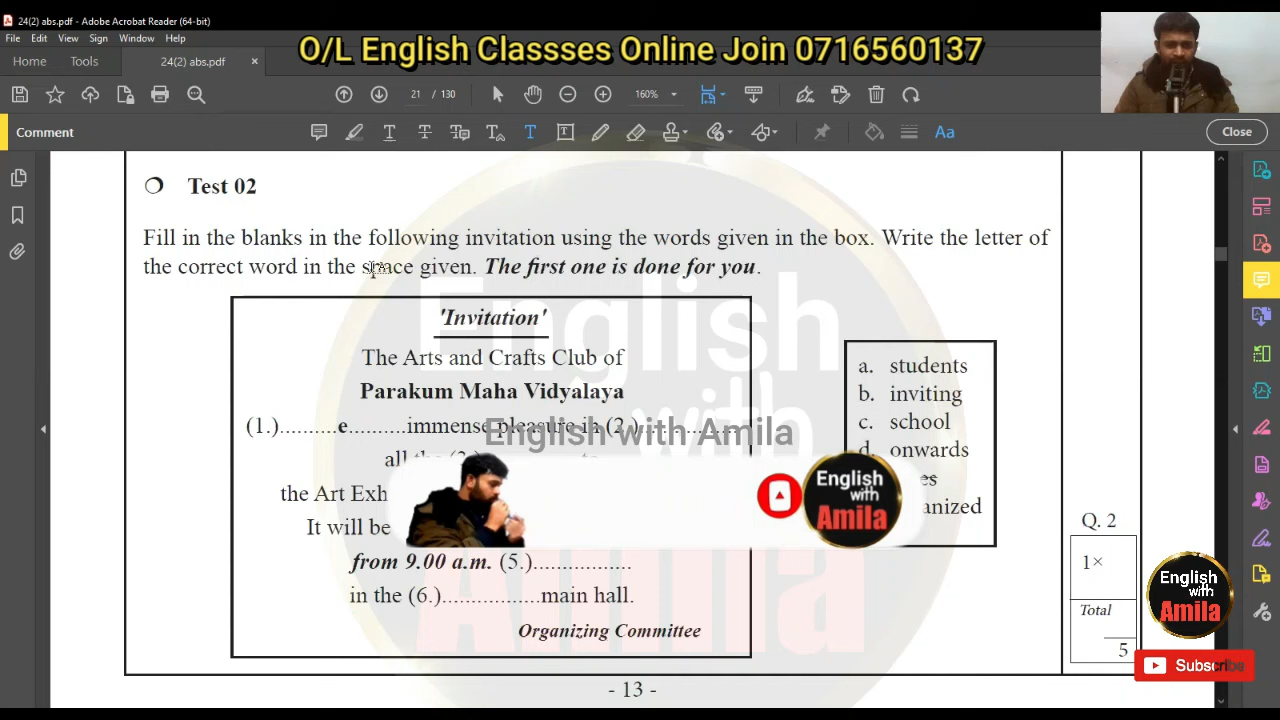 24(2) abs.pdf - Adobe Acrobat Reader (64-bit)
File Edit View Sign Window Help
O/L English Classses Online Join 0716560137
Home Tools 24(2) abs.pdf ×
21 / 130 160%
Comment Close
Test 02
Fill in the blanks in the following invitation using the words given in the box. Write the letter of
the correct word in the space given. The first one is done for you.
'Invitation'
The Arts and Crafts Club of
Parakum Maha Vidyalaya
(1.)..........e..........immense pleasure in (2.)..................
English with Amila
all the
the Art Exh
It will be
from 9.00 a.m. (5.).................
in the (6.).................main hall.
Organizing Committee
a. students
b. inviting
c. school
d. onwards
es
anized
English
with
Amila
Q. 2
1×
Total
5
English
with
Amila
Subscribe
- 13 -
English
with
Amila